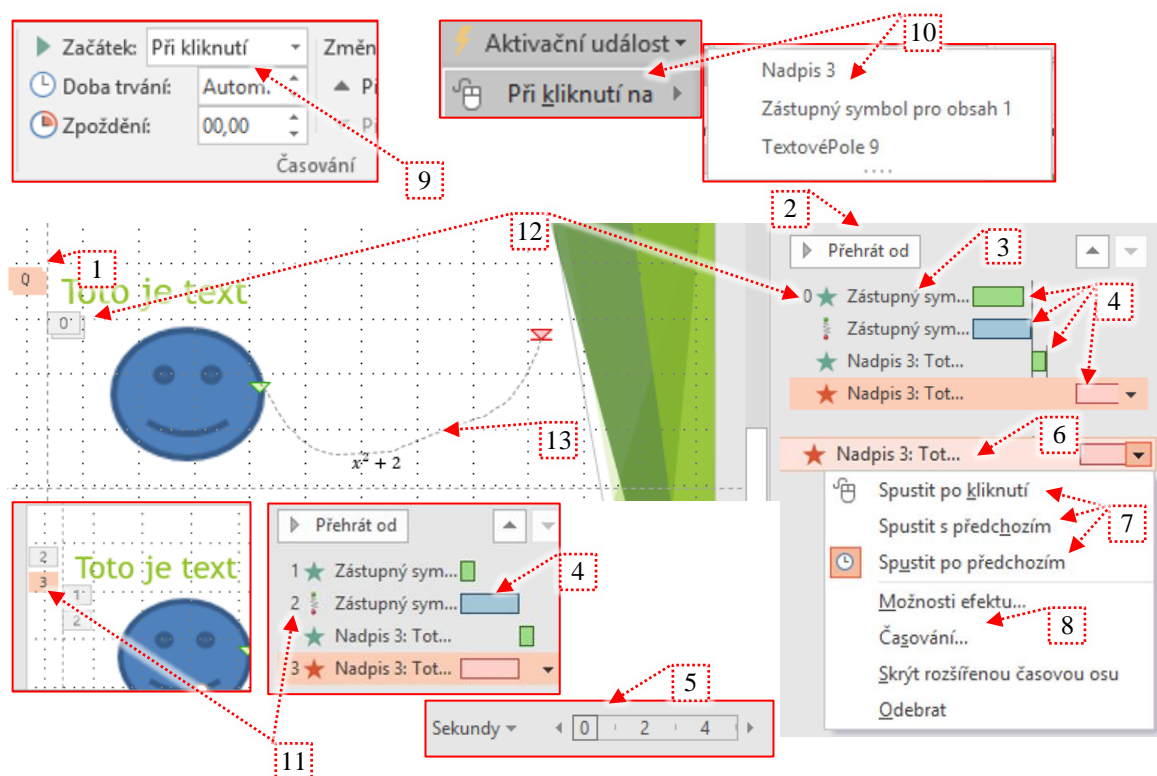 Začátek: Při kliknutí Změn
Doba trvání: Autom. Př
Zpoždění: 00,00
Časování
9
Aktivační událost
Při kliknutí na
10
Nadpis 3
Zástupný symbol pro obsah 1
TextovéPole 9
12
1
0
Toto je text
0
x² + 2
13
2
Přehrát od
3
0 Zástupný sym...
Zástupný sym...
Nadpis 3: Tot...
Nadpis 3: Tot...
4
6
Nadpis 3: Tot...
Spustit po kliknutí
Spustit s předchozím
Spustit po předchozím
7
Možnosti efektu...
Časování...
8
Skrýt rozšířenou časovou osu
Odebrat
2
3
Toto je text
1
2
11
Přehrát od
1 Zástupný sym...
2 Zástupný sym...
Nadpis 3: Tot...
3 Nadpis 3: Tot...
4
5
Sekundy 0 2 4